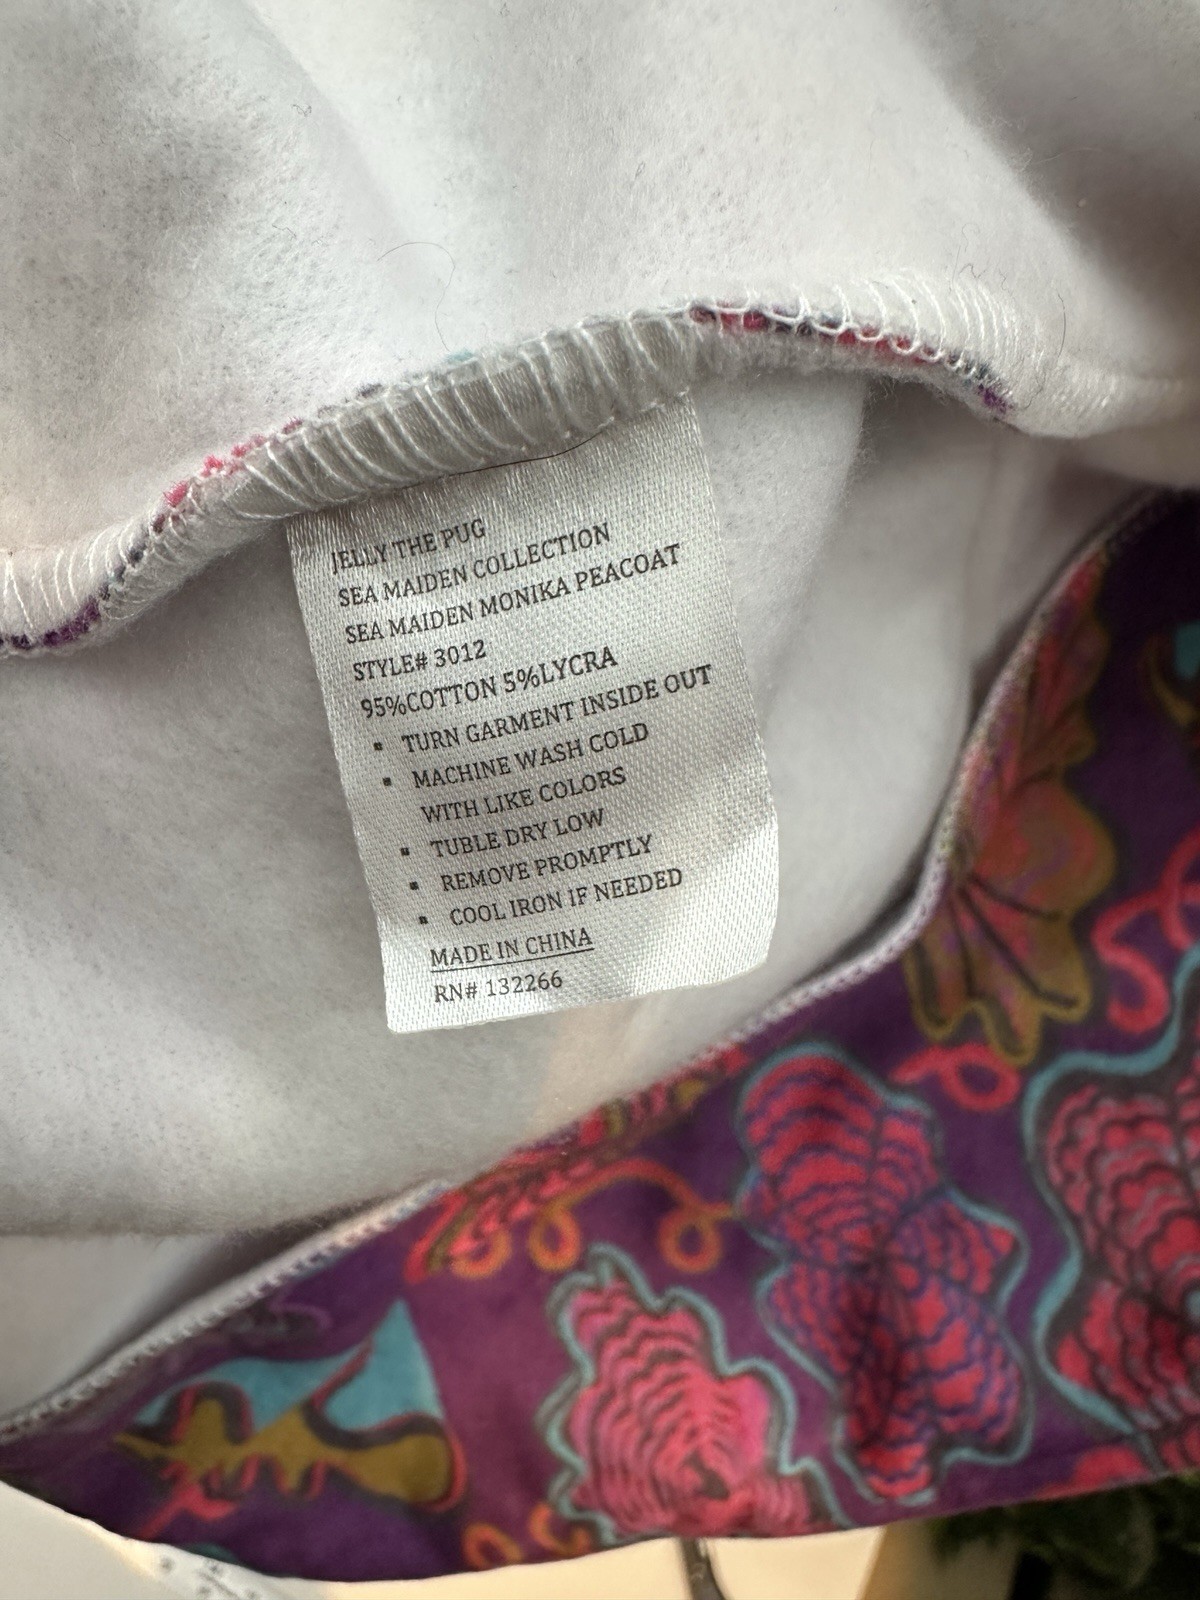 JELLY THE PUG
SEA MAIDEN COLLECTION
SEA MAIDEN MONIKA PEACOAT
STYLE# 3012
95%COTTON 5%LYCRA
▪ TURN GARMENT INSIDE OUT
▪ MACHINE WASH COLD
WITH LIKE COLORS
▪ TUBLE DRY LOW
▪ REMOVE PROMPTLY
▪ COOL IRON IF NEEDED
MADE IN CHINA
RN# 132266